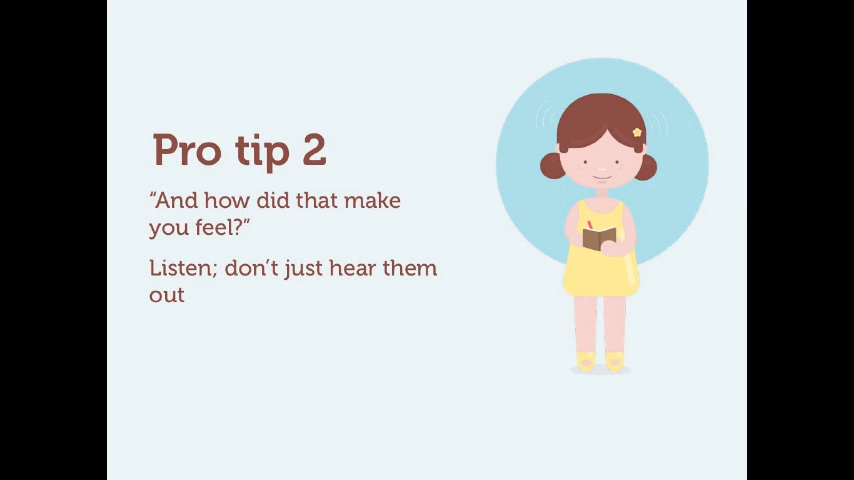 Pro tip 2
“And how did that make
you feel?”
Listen; don’t just hear them
out